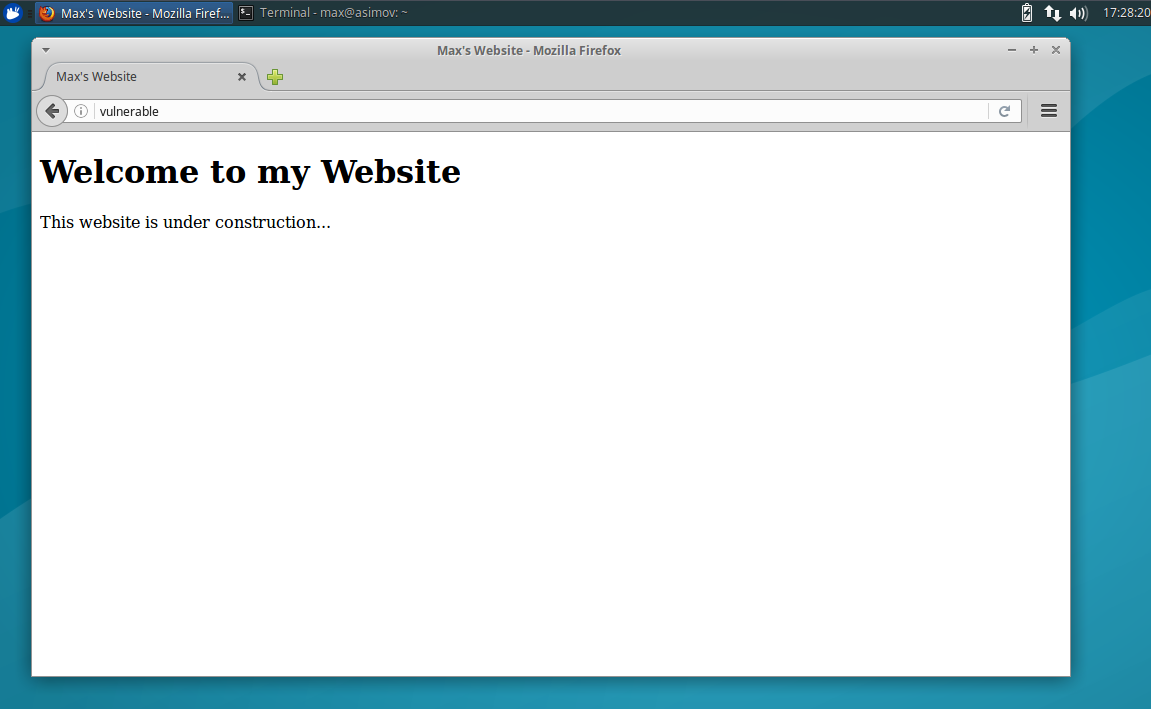 Max's Website - Mozilla Firef...
Terminal - max@asimov: ~
17:28:20
Max's Website - Mozilla Firefox
Max's Website
vulnerable
Welcome to my Website
This website is under construction...